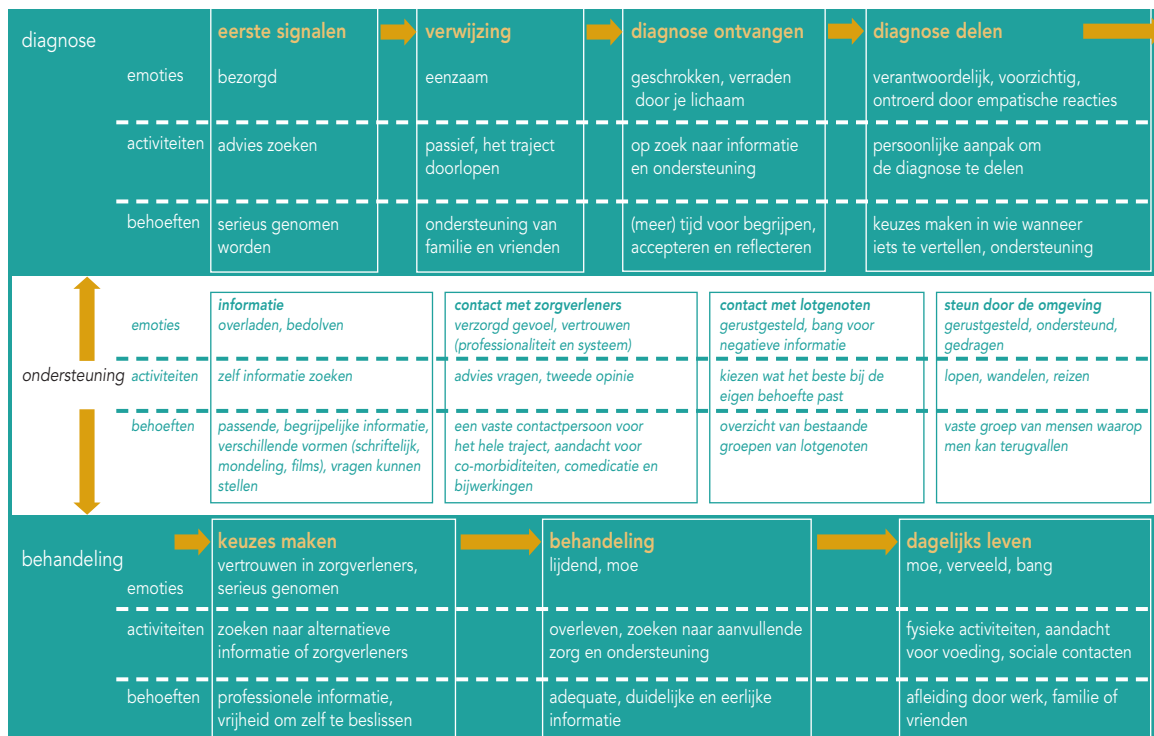 diagnose
eerste signalen
verwijzing
diagnose ontvangen
diagnose delen
emoties
bezorgd
eenzaam
geschrokken, verraden
door je lichaam
verantwoordelijk, voorzichtig,
ontroerd door empatische reacties
activiteiten
advies zoeken
passief, het traject
doorlopen
op zoek naar informatie
en ondersteuning
persoonlijke aanpak om
de diagnose te delen
behoeften
serieus genomen
worden
ondersteuning van
familie en vrienden
(meer) tijd voor begrijpen,
accepteren en reflecteren
keuzes maken in wie wanneer
iets te vertellen, ondersteuning
ondersteuning
informatie
contact met zorgverleners
contact met lotgenoten
steun door de omgeving
emoties
overladen, bedolven
verzorgd gevoel, vertrouwen
(professionaliteit en systeem)
gerustgesteld, bang voor
negatieve informatie
gerustgesteld, ondersteund,
gedragen
activiteiten
zelf informatie zoeken
advies vragen, tweede opinie
kiezen wat het beste bij de
eigen behoefte past
lopen, wandelen, reizen
behoeften
passende, begrijpelijke informatie,
verschillende vormen (schriftelijk,
mondeling, films), vragen kunnen
stellen
een vaste contactpersoon voor
het hele traject, aandacht voor
co-morbiditeiten, comedicatie en
bijwerkingen
overzicht van bestaande
groepen van lotgenoten
vaste groep van mensen waarop
men kan terugvallen
behandeling
keuzes maken
behandeling
dagelijks leven
emoties
vertrouwen in zorgverleners,
serieus genomen
lijdend, moe
moe, verveeld, bang
activiteiten
zoeken naar alternatieve
informatie of zorgverleners
overleven, zoeken naar aanvullende
zorg en ondersteuning
fysieke activiteiten, aandacht
voor voeding, sociale contacten
behoeften
professionele informatie,
vrijheid om zelf te beslissen
adequate, duidelijke en eerlijke
informatie
afleiding door werk, familie of
vrienden